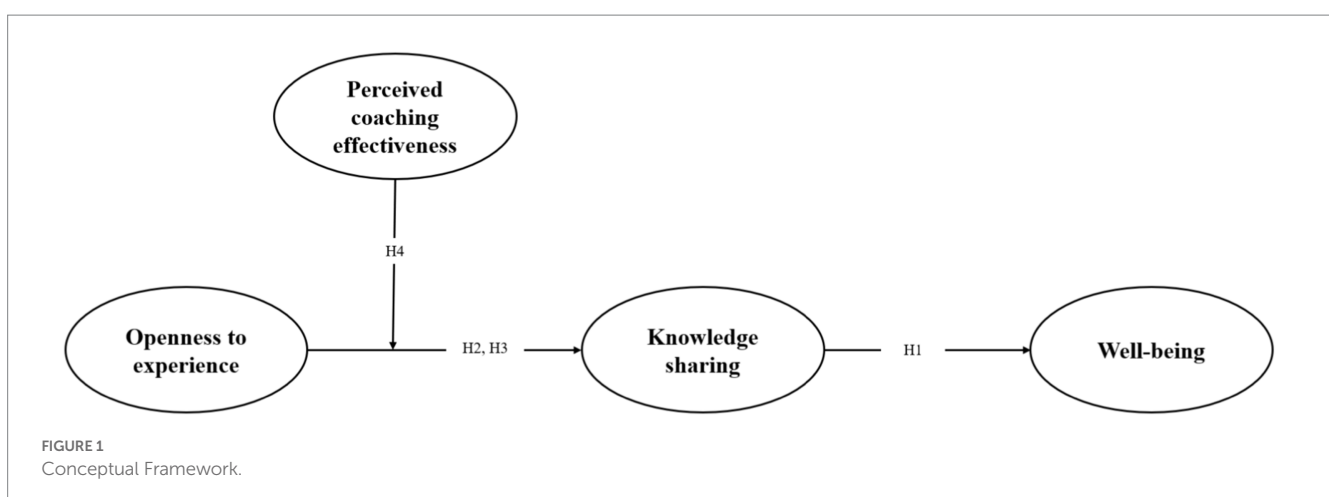 Perceived
coaching
effectiveness
H4
Openness to
experience
H2, H3
Knowledge
sharing
H1
Well-being
FIGURE 1
Conceptual Framework.